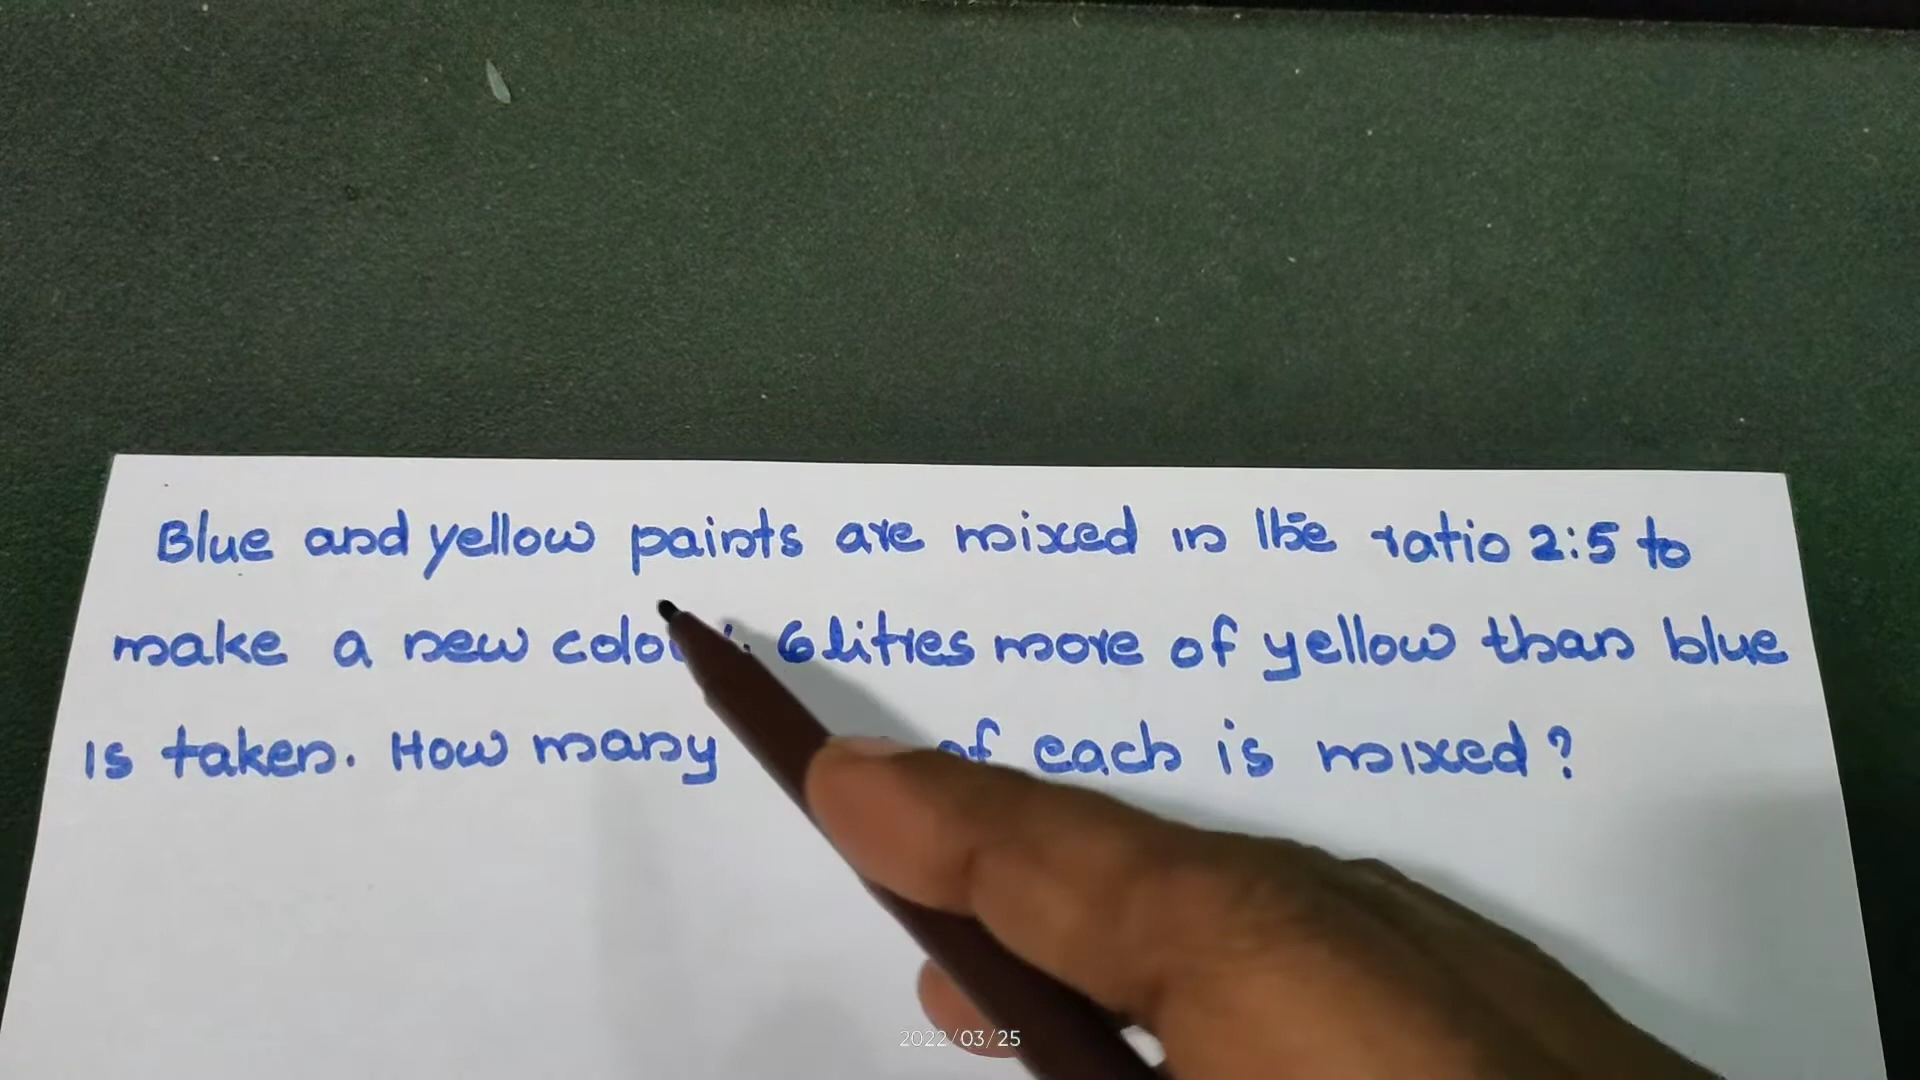 Blue and yellow paints are mixed in the ratio 2:5 to
make a new 6 litres more of yellow than blue
is taken. How many of each is mixed?
2022/03/25